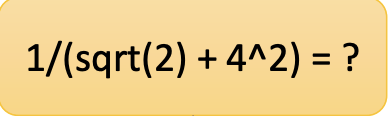 1/(sqrt(2) + 4^2) = ?